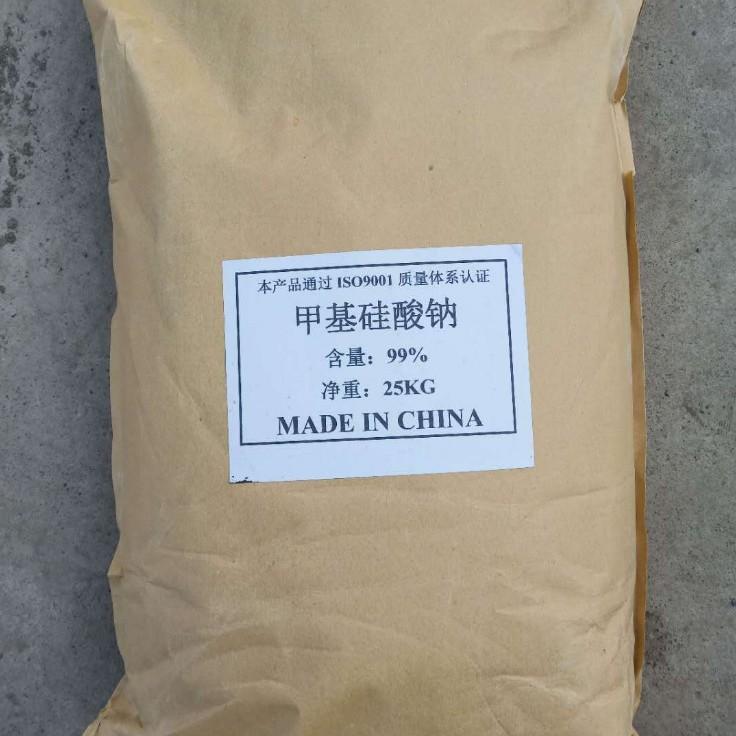 本产品通过 ISO9001 质量体系认证
甲基硅酸钠
含量：99%
净重：25KG
MADE IN CHINA